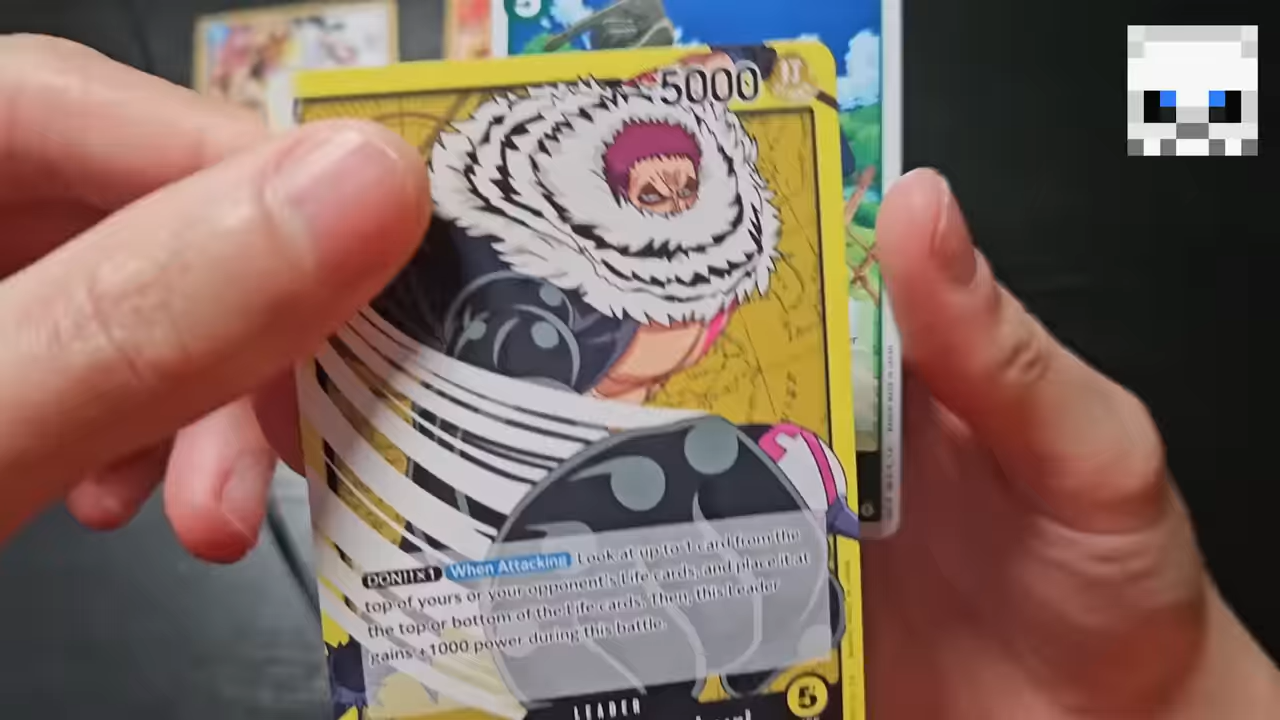 5
5000
DON!!×1 When Attacking Look at up to 1 card from the
top of yours or your opponent's Life cards, and place it at
the top or bottom of the Life cards. Then, this Leader
gains +1000 power during this battle.
LEADER
5